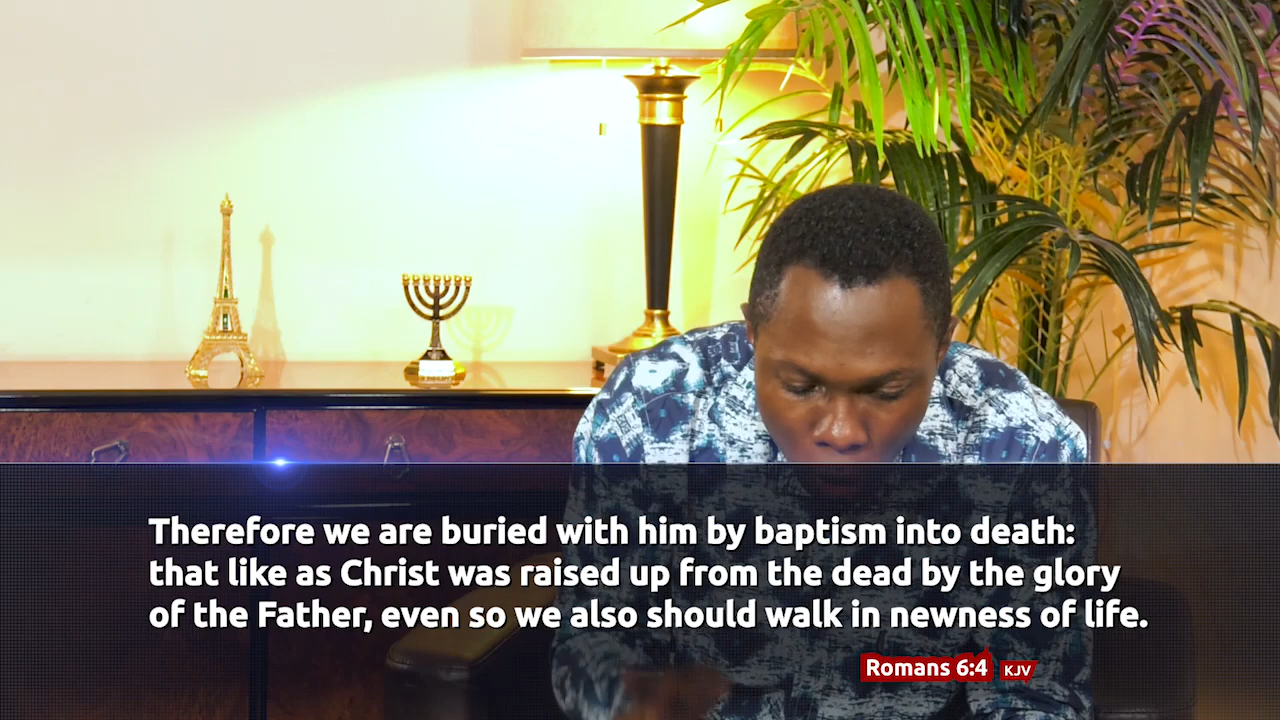 Therefore we are buried with him by baptism into death:
that like as Christ was raised up from the dead by the glory
of the Father, even so we also should walk in newness of life.
Romans 6:4 KJV